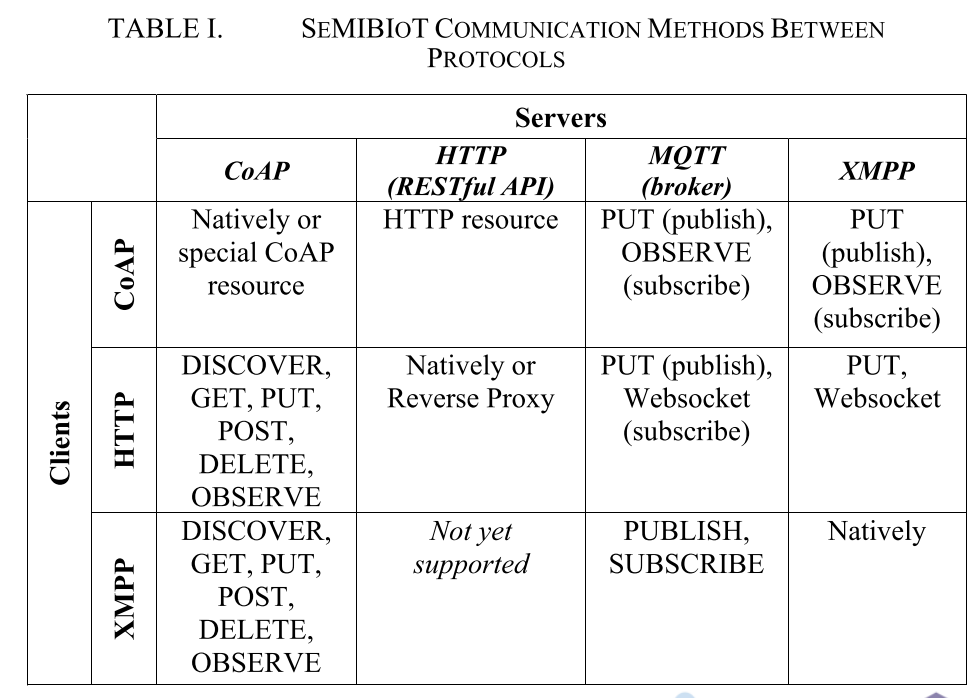 TABLE I. SEMIBIOT COMMUNICATION METHODS BETWEEN
PROTOCOLS
Servers
CoAP
HTTP
(RESTful API)
MQTT
(broker)
XMPP
Clients
CoAP
Natively or
special CoAP
resource
HTTP resource
PUT (publish),
OBSERVE
(subscribe)
PUT
(publish),
OBSERVE
(subscribe)
HTTP
DISCOVER,
GET, PUT,
POST,
DELETE,
OBSERVE
Natively or
Reverse Proxy
PUT (publish),
Websocket
(subscribe)
PUT,
Websocket
XMPP
DISCOVER,
GET, PUT,
POST,
DELETE,
OBSERVE
Not yet
supported
PUBLISH,
SUBSCRIBE
Natively